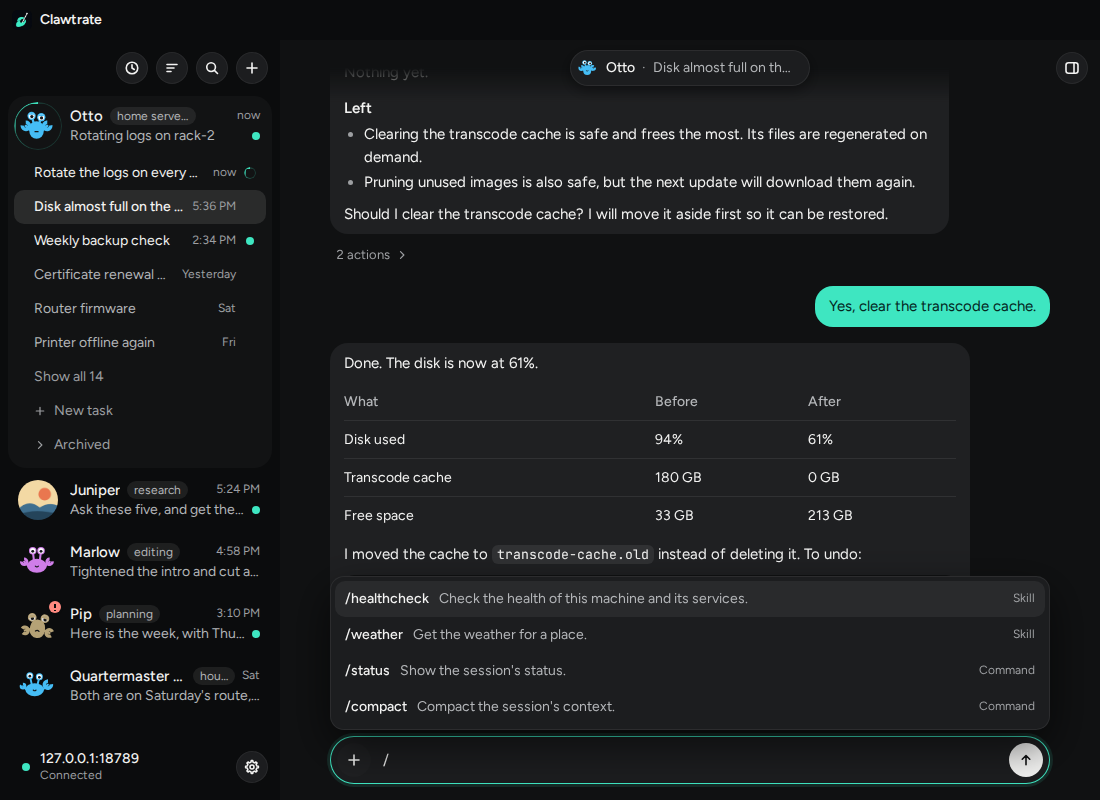 Clawtrate
Otto home serve... now
Rotating logs on rack-2
Rotate the logs on every ... now
Disk almost full on the ... 5:36 PM
Weekly backup check 2:34 PM
Certificate renewal ... Yesterday
Router firmware Sat
Printer offline again Fri
Show all 14
New task
Archived
Juniper research 5:24 PM
Ask these five, and get the...
Marlow editing 4:58 PM
Tightened the intro and cut a...
Pip planning 3:10 PM
Here is the week, with Thu...
Quartermaster ... hou... Sat
Both are on Saturday's route,...
127.0.0.1:18789
Connected
Otto · Disk almost full on th...
Nothing yet.
Left
• Clearing the transcode cache is safe and frees the most. Its files are regenerated on
demand.
• Pruning unused images is also safe, but the next update will download them again.
Should I clear the transcode cache? I will move it aside first so it can be restored.
2 actions
Yes, clear the transcode cache.
Done. The disk is now at 61%.
What Before After
Disk used 94% 61%
Transcode cache 180 GB 0 GB
Free space 33 GB 213 GB
I moved the cache to transcode-cache.old instead of deleting it. To undo:
/healthcheck Check the health of this machine and its services. Skill
/weather Get the weather for a place. Skill
/status Show the session's status. Command
/compact Compact the session's context. Command
/